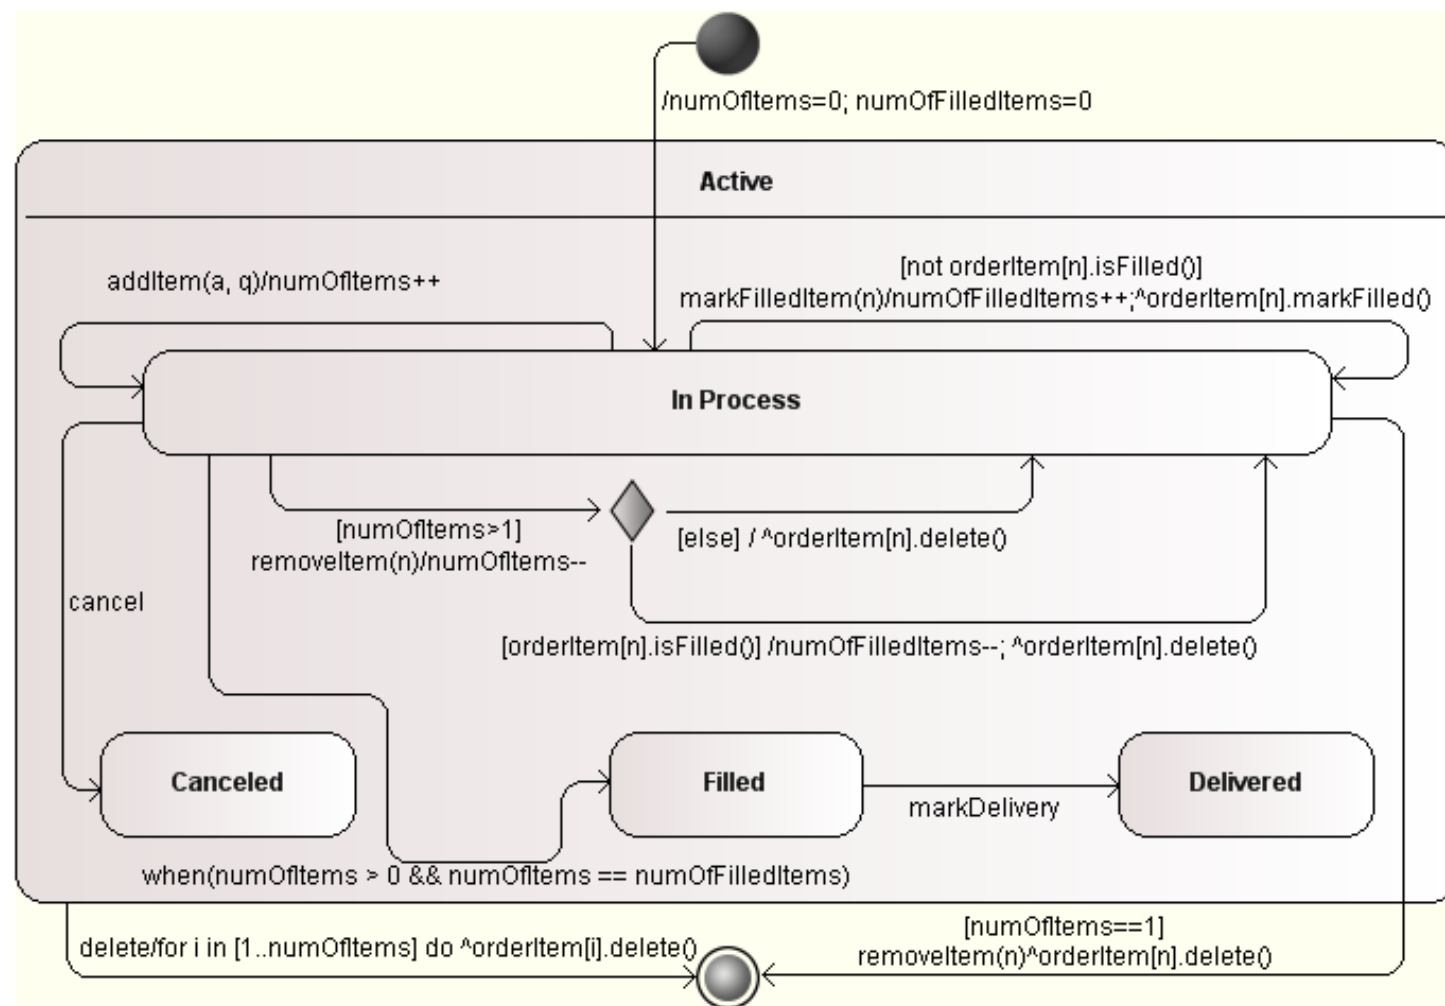 /numOfItems=0; numOfFilledItems=0
Active
addItem(a, q)/numOfItems++
[not orderItem[n].isFilled()]
markFilledItem(n)/numOfFilledItems++;^orderItem[n].markFilled()
In Process
[numOfItems>1]
removeItem(n)/numOfItems--
[else] / ^orderItem[n].delete()
cancel
[orderItem[n].isFilled()] /numOfFilledItems--; ^orderItem[n].delete()
Canceled
Filled
Delivered
markDelivery
when(numOfItems > 0 && numOfItems == numOfFilledItems)
delete/for i in [1..numOfItems] do ^orderItem[i].delete()
[numOfItems==1]
removeItem(n)^orderItem[n].delete()